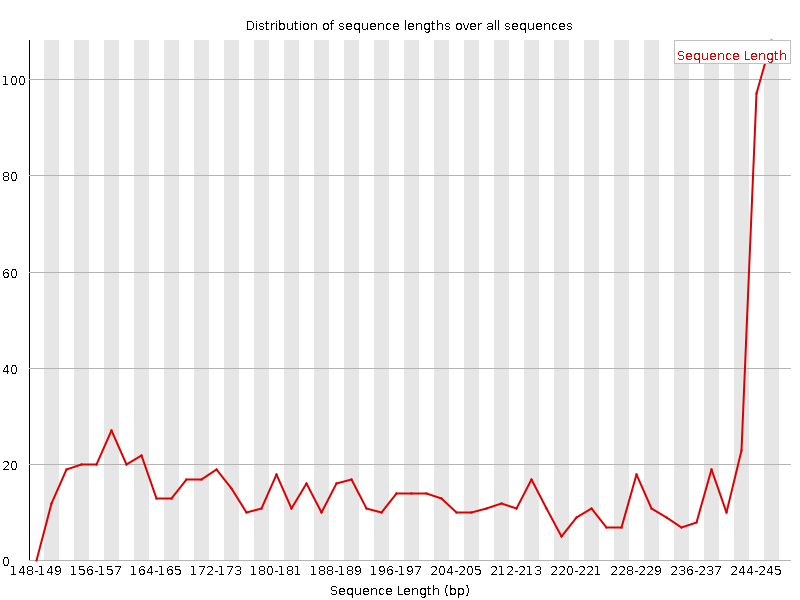 Distribution of sequence lengths over all sequences
Sequence Length
100
80
60
40
20
0
148-149 156-157 164-165 172-173 180-181 188-189 196-197 204-205 212-213 220-221 228-229 236-237 244-245
Sequence Length (bp)